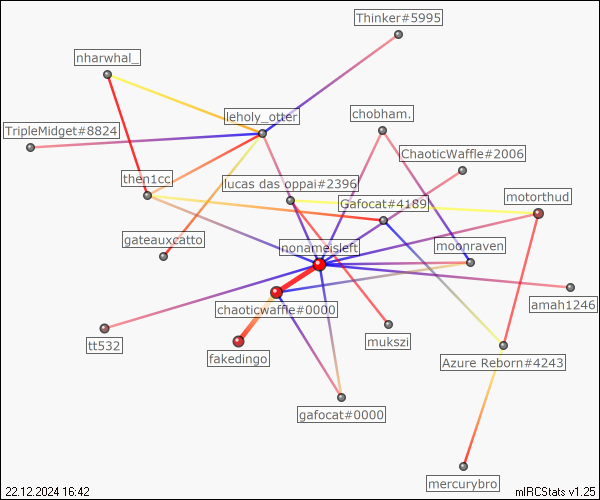 Thinker#5995
nharwhal_
leholy_otter
chobham.
TripleMidget#8824
ChaoticWaffle#2006
then1cc
lucas das oppai#2396
motorthud
Gafocat#4189
gateauxcatto
nonameisleft
moonraven
chaoticwaffle#0000
amah1246
tt532
mukszi
fakedingo
Azure Reborn#4243
gafocat#0000
mercurybro
22.12.2024 16:42
mIRCStats v1.25